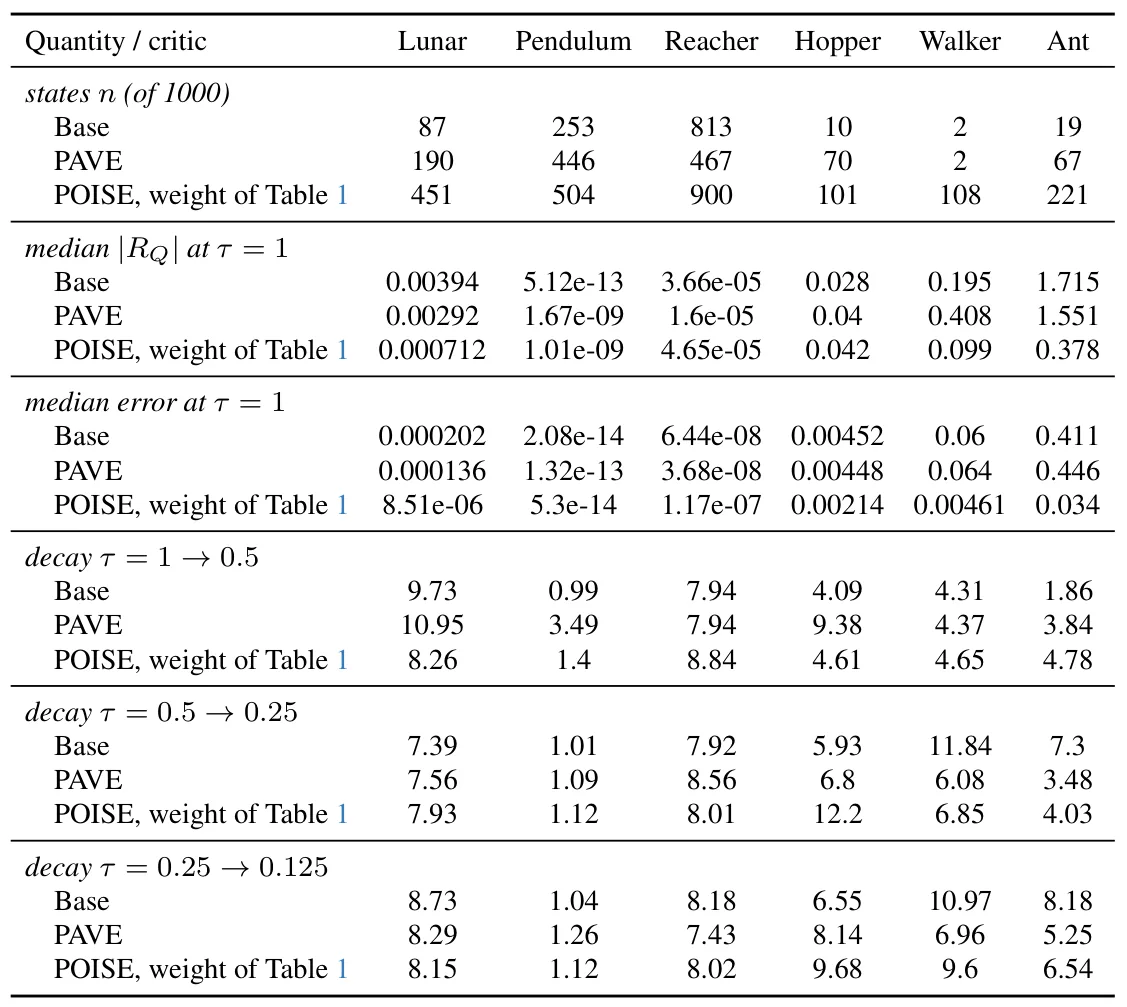 Quantity / critic Lunar Pendulum Reacher Hopper Walker Ant
states n (of 1000)
Base 87 253 813 10 2 19
PAVE 190 446 467 70 2 67
POISE, weight of Table 1 451 504 900 101 108 221
median |R_Q| at τ = 1
Base 0.00394 5.12e-13 3.66e-05 0.028 0.195 1.715
PAVE 0.00292 1.67e-09 1.6e-05 0.04 0.408 1.551
POISE, weight of Table 1 0.000712 1.01e-09 4.65e-05 0.042 0.099 0.378
median error at τ = 1
Base 0.000202 2.08e-14 6.44e-08 0.00452 0.06 0.411
PAVE 0.000136 1.32e-13 3.68e-08 0.00448 0.064 0.446
POISE, weight of Table 1 8.51e-06 5.3e-14 1.17e-07 0.00214 0.00461 0.034
decay τ = 1 → 0.5
Base 9.73 0.99 7.94 4.09 4.31 1.86
PAVE 10.95 3.49 7.94 9.38 4.37 3.84
POISE, weight of Table 1 8.26 1.4 8.84 4.61 4.65 4.78
decay τ = 0.5 → 0.25
Base 7.39 1.01 7.92 5.93 11.84 7.3
PAVE 7.56 1.09 8.56 6.8 6.08 3.48
POISE, weight of Table 1 7.93 1.12 8.01 12.2 6.85 4.03
decay τ = 0.25 → 0.125
Base 8.73 1.04 8.18 6.55 10.97 8.18
PAVE 8.29 1.26 7.43 8.14 6.96 5.25
POISE, weight of Table 1 8.15 1.12 8.02 9.68 9.6 6.54